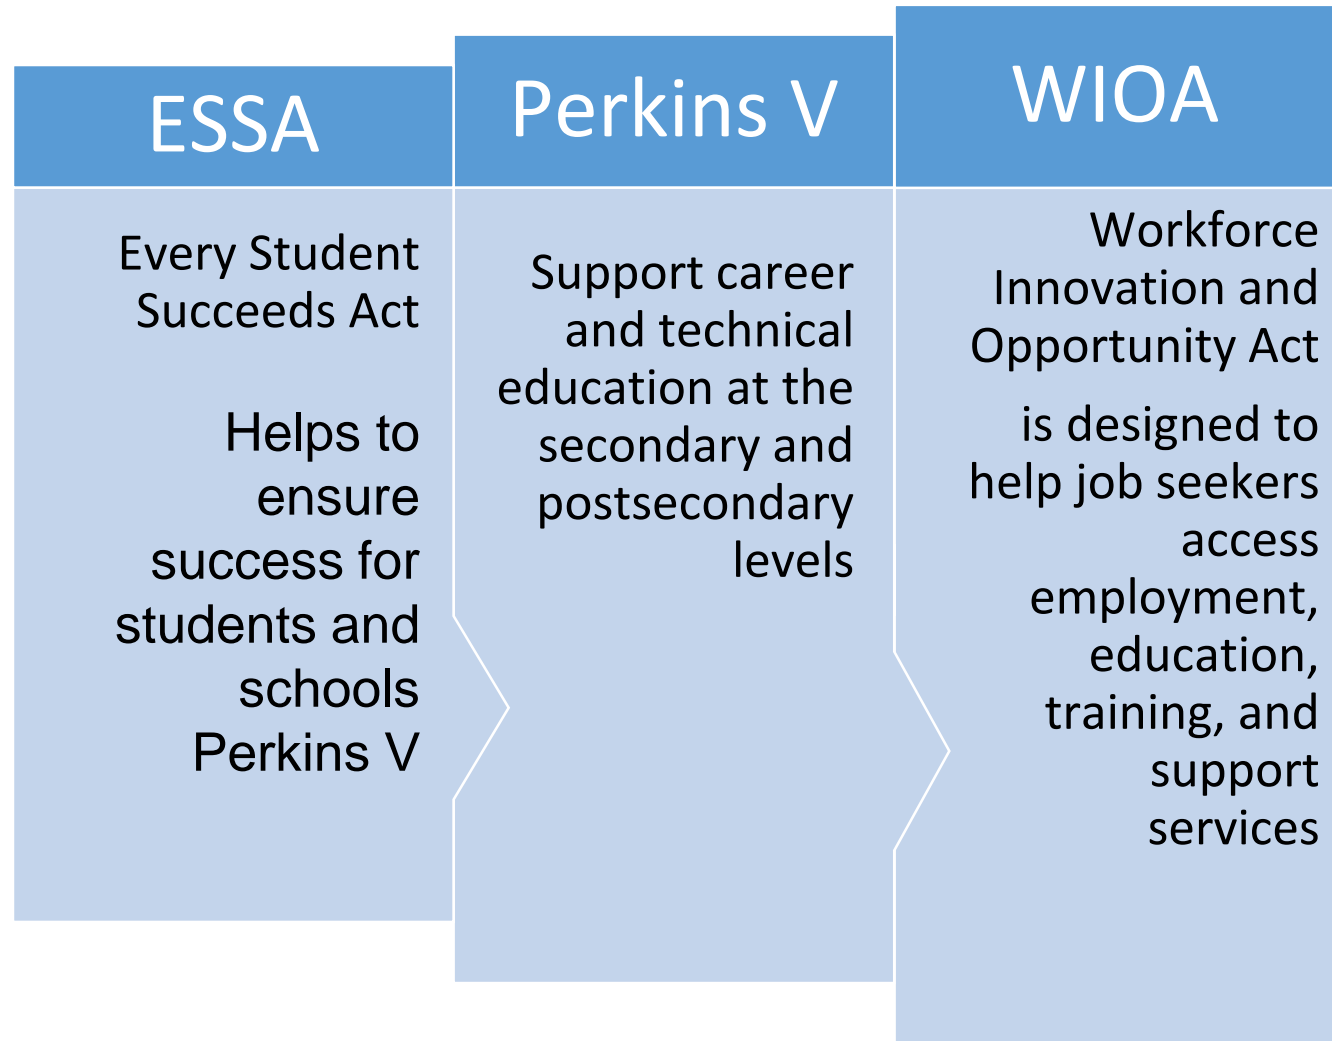 ESSA
Every Student
Succeeds Act
Helps to
ensure
success for
students and
schools
Perkins V
Perkins V
Support career
and technical
education at the
secondary and
postsecondary
levels
WIOA
Workforce
Innovation and
Opportunity Act
is designed to
help job seekers
access
employment,
education,
training, and
support
services